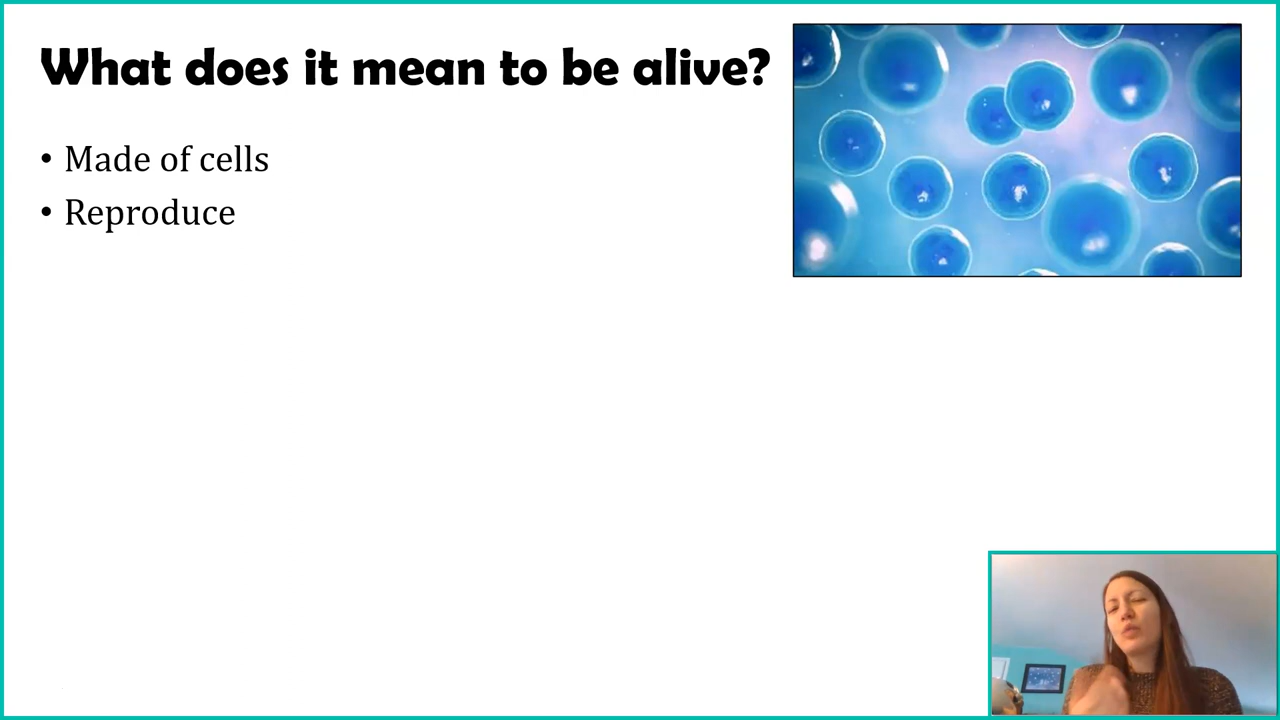 What does it mean to be alive?
• Made of cells
• Reproduce